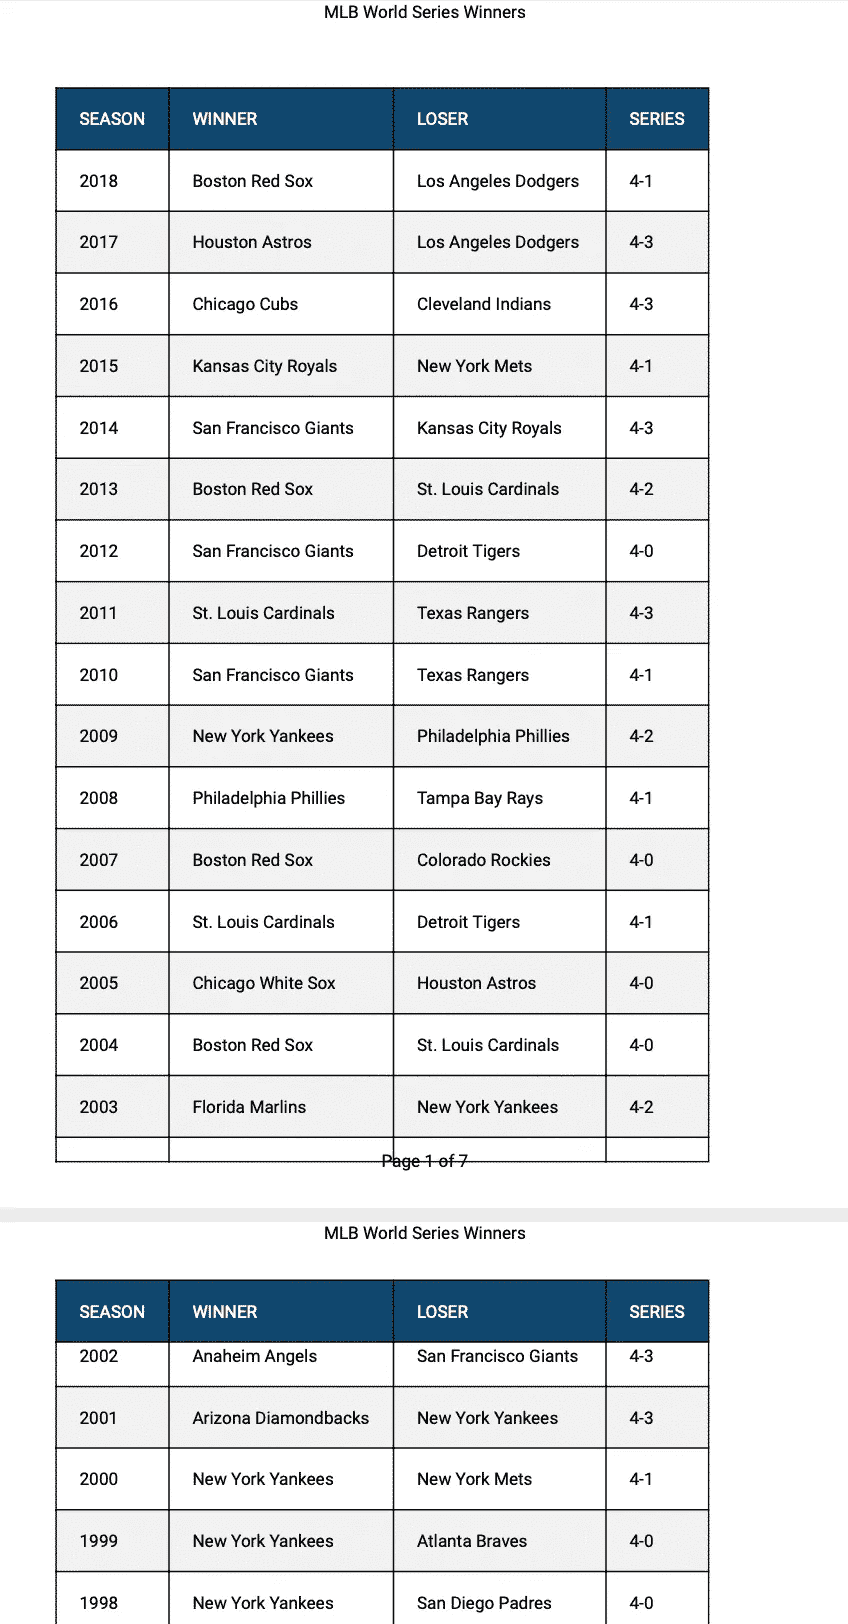 MLB World Series Winners
SEASON WINNER LOSER SERIES
2018 Boston Red Sox Los Angeles Dodgers 4-1
2017 Houston Astros Los Angeles Dodgers 4-3
2016 Chicago Cubs Cleveland Indians 4-3
2015 Kansas City Royals New York Mets 4-1
2014 San Francisco Giants Kansas City Royals 4-3
2013 Boston Red Sox St. Louis Cardinals 4-2
2012 San Francisco Giants Detroit Tigers 4-0
2011 St. Louis Cardinals Texas Rangers 4-3
2010 San Francisco Giants Texas Rangers 4-1
2009 New York Yankees Philadelphia Phillies 4-2
2008 Philadelphia Phillies Tampa Bay Rays 4-1
2007 Boston Red Sox Colorado Rockies 4-0
2006 St. Louis Cardinals Detroit Tigers 4-1
2005 Chicago White Sox Houston Astros 4-0
2004 Boston Red Sox St. Louis Cardinals 4-0
2003 Florida Marlins New York Yankees 4-2
Page 1 of 7
MLB World Series Winners
SEASON WINNER LOSER SERIES
2002 Anaheim Angels San Francisco Giants 4-3
2001 Arizona Diamondbacks New York Yankees 4-3
2000 New York Yankees New York Mets 4-1
1999 New York Yankees Atlanta Braves 4-0
1998 New York Yankees San Diego Padres 4-0